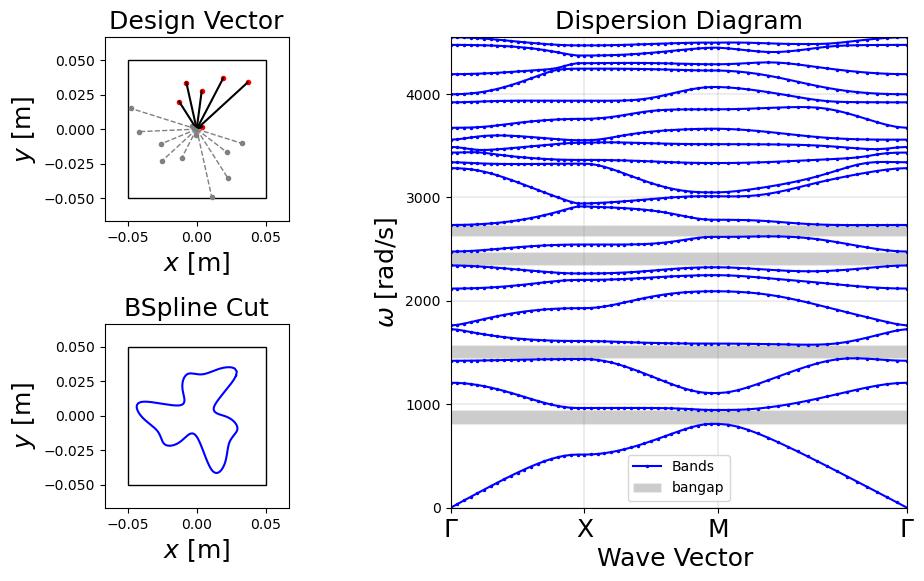 Design Vector
0.050
0.025
0.000
−0.025
−0.050
y [m]
−0.05
0.00
0.05
x [m]
BSpline Cut
0.050
0.025
0.000
−0.025
−0.050
y [m]
−0.05
0.00
0.05
x [m]
Dispersion Diagram
4000
3000
2000
1000
0
ω [rad/s]
Bands
bangap
Γ
X
M
Γ
Wave Vector